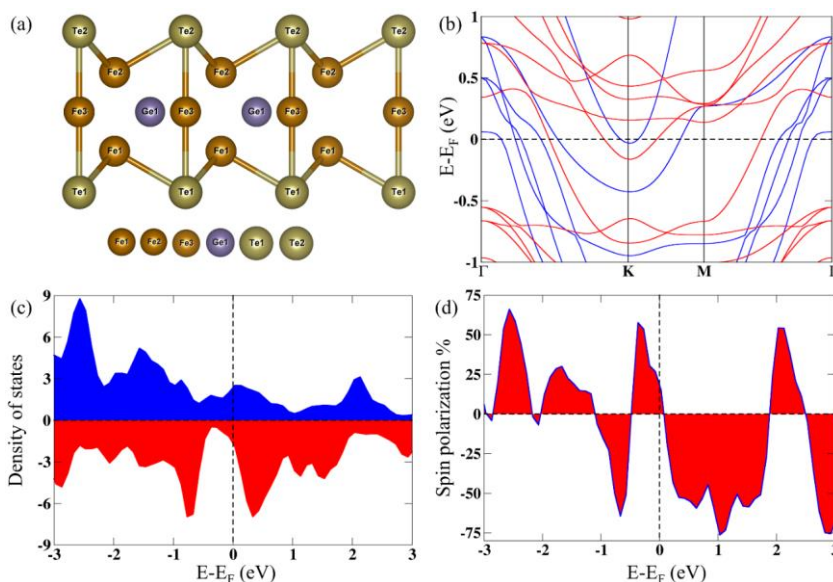 (a)
Te2 Te2 Te2 Te2
Fe2 Fe2 Fe2
Fe3 Ge1 Fe3 Ge1 Fe3 Fe3
Fe1 Fe1 Fe1
Te1 Te1 Te1 Te1
Fe1 Fe2 Fe3 Ge1 Te1 Te2
(b)
E-E_F (eV)
1
0.5
0
-0.5
-1
Γ K M Γ
(c)
Density of states
9
6
3
0
-3
-6
-9
-3 -2 -1 0 1 2 3
E-E_F (eV)
(d)
Spin polarization %
75
50
25
0
-25
-50
-75
-3 -2 -1 0 1 2 3
E-E_F (eV)